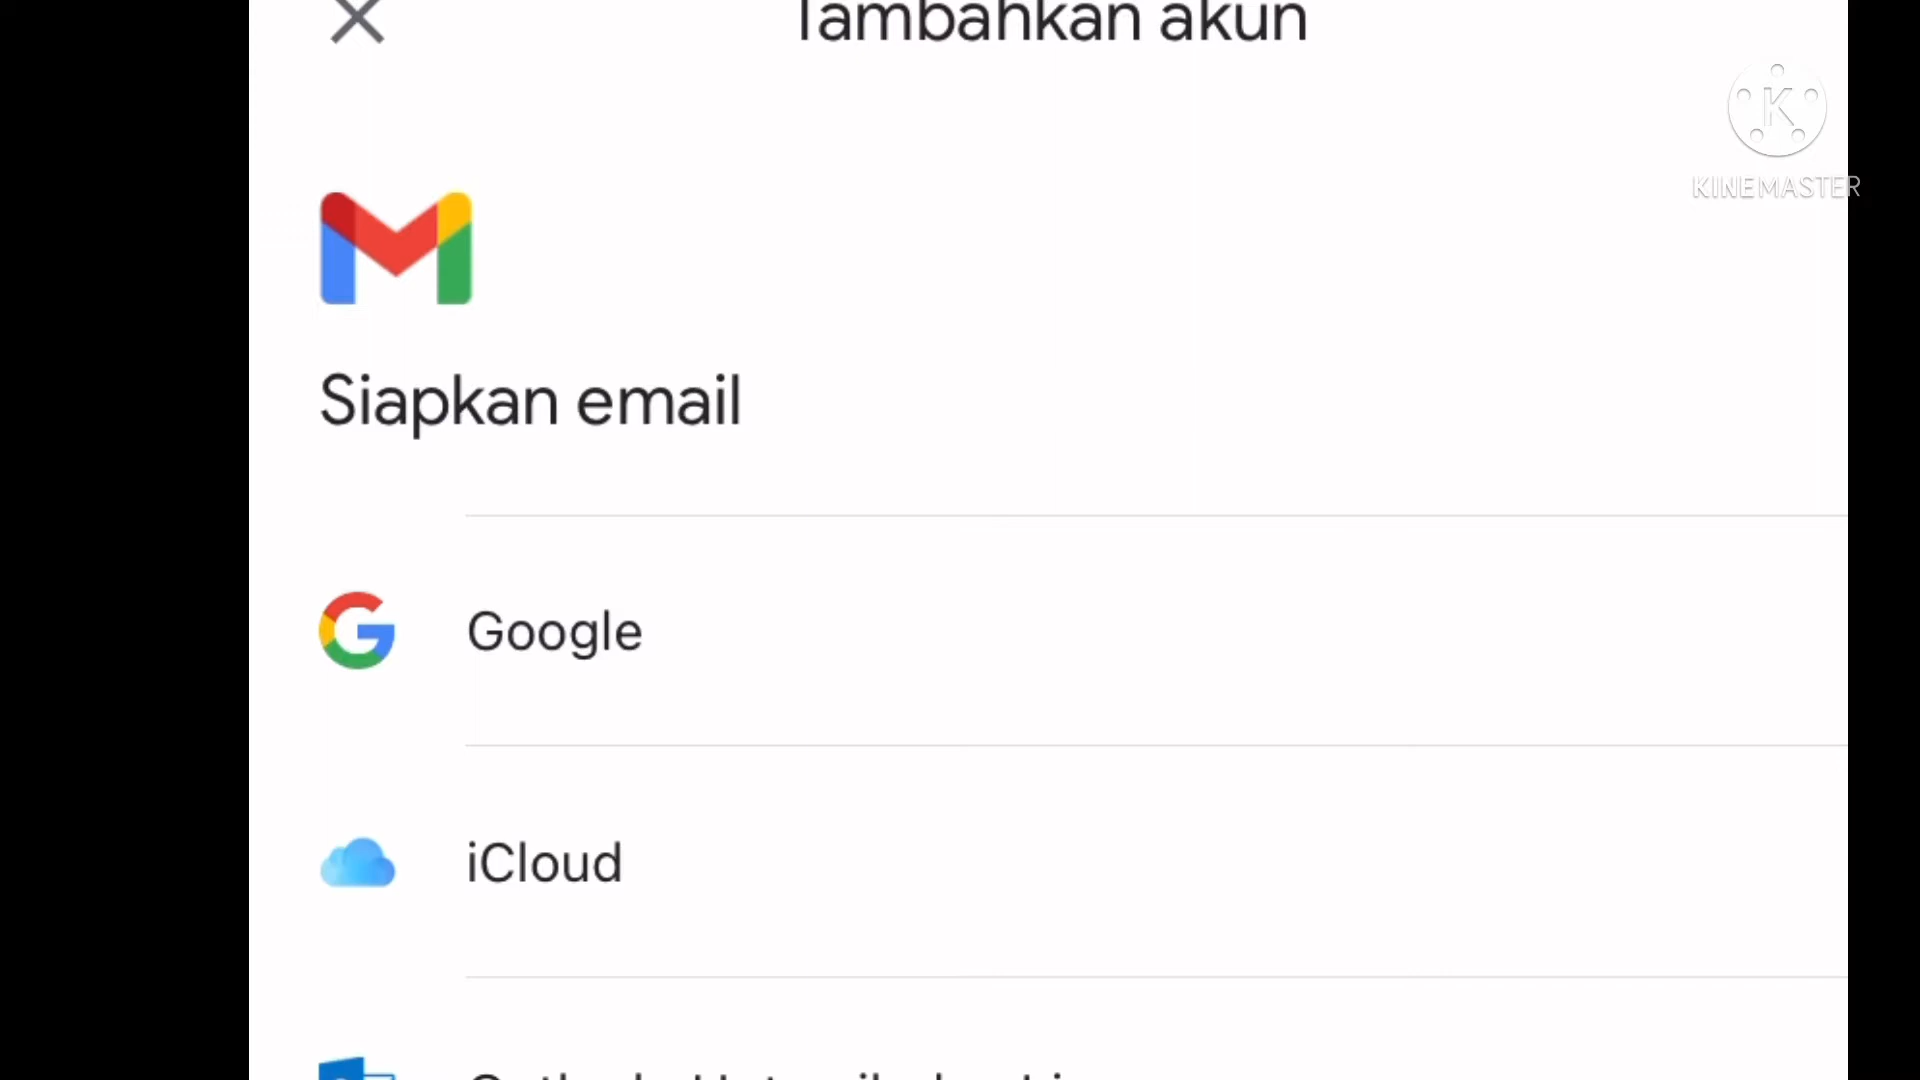 Tambahkan akun
K
KINEMASTER
Siapkan email
Google
iCloud